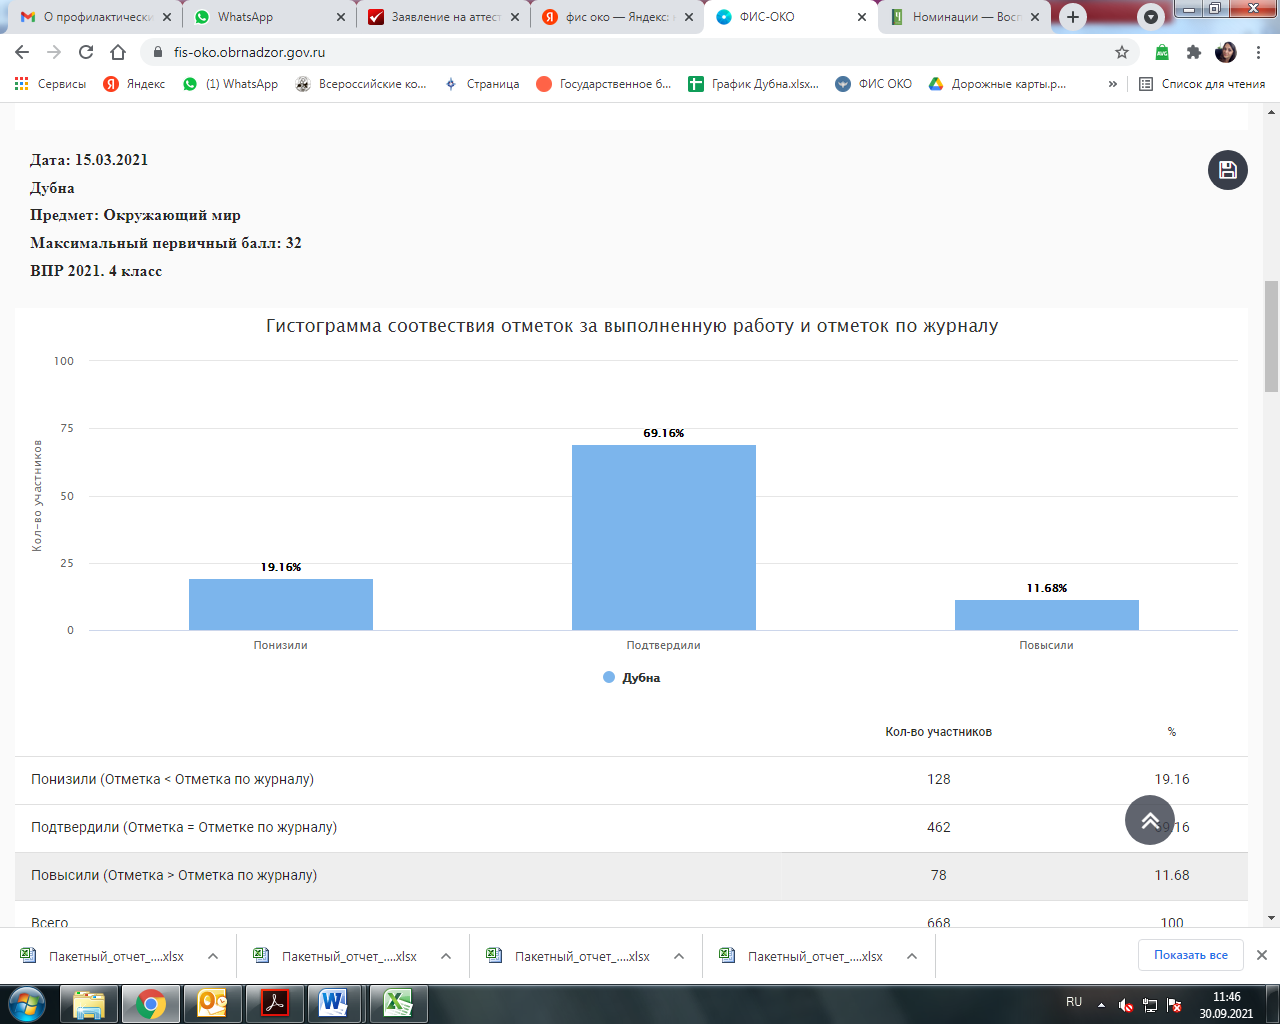 О профилактически
WhatsApp
Заявление на аттест
фис око — Яндекс:
ФИС-ОКО
Номинации — Восп
fis-oko.obrnadzor.gov.ru
Сервисы
Яндекс
(1) WhatsApp
Всероссийские ко...
Страница
Государственное б...
График Дубна.xlsx...
ФИС ОКО
Дорожные карты.р...
»
Список для чтения
Дата: 15.03.2021
Дубна
Предмет: Окружающий мир
Максимальный первичный балл: 32
ВПР 2021. 4 класс
Гистограмма соотвествия отметок за выполненную работу и отметок по журналу
Кол-во участников
100
75
50
25
0
19.16%
69.16%
11.68%
Понизили
Подтвердили
Повысили
Дубна
Кол-во участников %
Понизили (Отметка < Отметка по журналу) 128 19.16
Подтвердили (Отметка = Отметке по журналу) 462 .16
Повысили (Отметка > Отметка по журналу) 78 11.68
Всего 668 100
Пакетный_отчет_....xlsx
Пакетный_отчет_....xlsx
Пакетный_отчет_....xlsx
Пакетный_отчет_....xlsx
Показать все
RU
11:46
30.09.2021